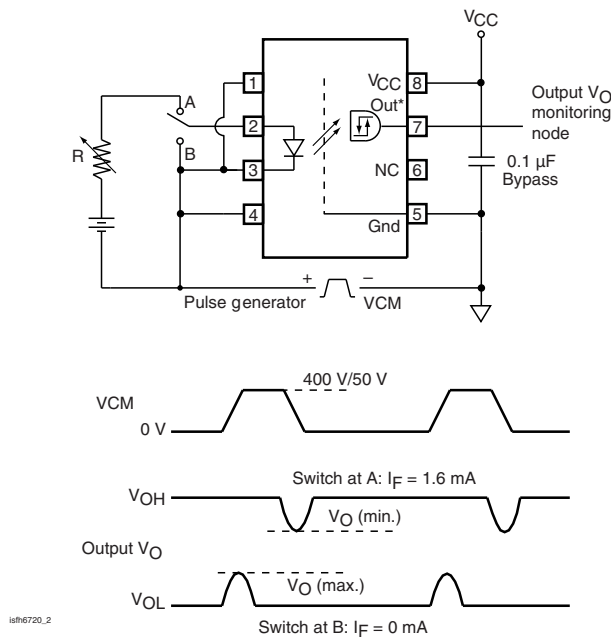 VCC
1
VCC
8
A
Out*
Output VO
2
7
monitoring
node
R
B
3
NC
6
0.1 µF
Bypass
4
5
Gnd
+
–
Pulse generator
VCM
400 V/50 V
VCM
0 V
Switch at A: IF = 1.6 mA
VOH
VO (min.)
Output VO
VO (max.)
VOL
isfh6720_2
Switch at B: IF = 0 mA